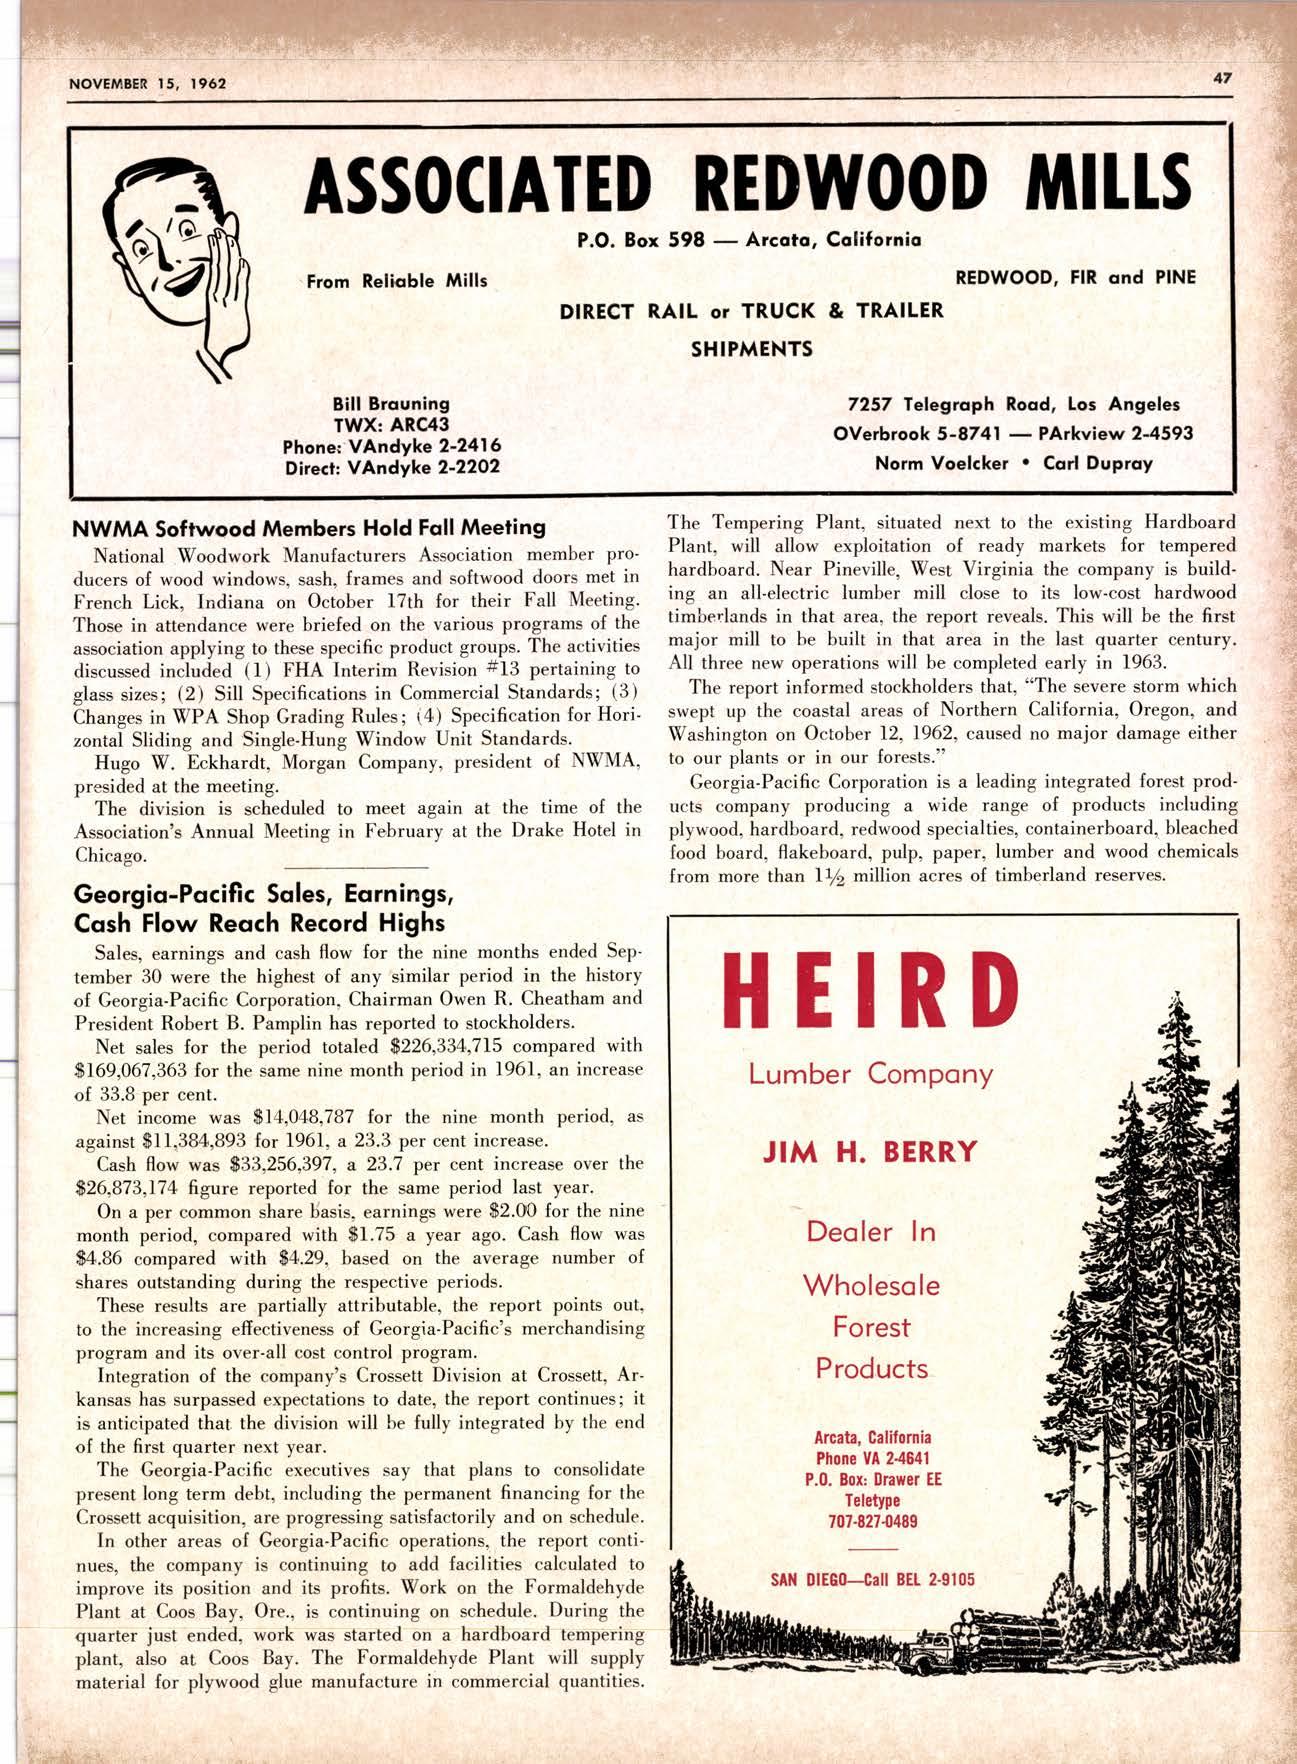 NOVEMBER 15, 1962
47
ASSOCIATED REDWOOD MILLS
P.O. Box 598 — Arcata, California
From Reliable Mills
REDWOOD, FIR and PINE
DIRECT RAIL or TRUCK & TRAILER
SHIPMENTS
Bill Brauning
TWX: ARC43
Phone: VAndyke 2-2416
Direct: VAndyke 2-2202
7257 Telegraph Road, Los Angeles
OVerbrook 5-8741 — PArkview 2-4593
Norm Voelcker • Carl Dupray
NWMA Softwood Members Hold Fall Meeting
National Woodwork Manufacturers Association member pro-
ducers of wood windows, sash, frames and softwood doors met in
French Lick, Indiana on October 17th for their Fall Meeting.
Those in attendance were briefed on the various programs of the
association applying to these specific product groups. The activities
discussed included (1) FHA Interim Revision #13 pertaining to
glass sizes; (2) Sill Specifications in Commercial Standards; (3)
Changes in WPA Shop Grading Rules; (4) Specification for Hori-
zontal Sliding and Single-Hung Window Unit Standards.
Hugo W. Eckhardt, Morgan Company, president of NWMA,
presided at the meeting.
The division is scheduled to meet again at the time of the
Association's Annual Meeting in February at the Drake Hotel in
Chicago.
Georgia-Pacific Sales, Earnings,
Cash Flow Reach Record Highs
Sales, earnings and cash flow for the nine months ended Sep-
tember 30 were the highest of any similar period in the history
of Georgia-Pacific Corporation, Chairman Owen R. Cheatham and
President Robert B. Pamplin has reported to stockholders.
Net sales for the period totaled $226,334,715 compared with
$169,067,363 for the same nine month period in 1961, an increase
of 33.8 per cent.
Net income was $14,048,787 for the nine month period, as
against $11,384,893 for 1961, a 23.3 per cent increase.
Cash flow was $33,256,397, a 23.7 per cent increase over the
$26,873,174 figure reported for the same period last year.
On a per common share basis, earnings were $2.00 for the nine
month period, compared with $1.75 a year ago. Cash flow was
$4.86 compared with $4.29, based on the average number of
shares outstanding during the respective periods.
These results are partially attributable, the report points out,
to the increasing effectiveness of Georgia-Pacific's merchandising
program and its over-all cost control program.
Integration of the company's Crossett Division at Crossett, Ar-
kansas has surpassed expectations to date, the report continues; it
is anticipated that the division will be fully integrated by the end
of the first quarter next year.
The Georgia-Pacific executives say that plans to consolidate
present long term debt, including the permanent financing for the
Crossett acquisition, are progressing satisfactorily and on schedule.
In other areas of Georgia-Pacific operations, the report conti-
nues, the company is continuing to add facilities calculated to
improve its position and its profits. Work on the Formaldehyde
Plant at Coos Bay, Ore., is continuing on schedule. During the
quarter just ended, work was started on a hardboard tempering
plant, also at Coos Bay. The Formaldehyde Plant will supply
material for plywood glue manufacture in commercial quantities.
The Tempering Plant, situated next to the existing Hardboard
Plant, will allow exploitation of ready markets for tempered
hardboard. Near Pineville, West Virginia the company is build-
ing an all-electric lumber mill close to its low-cost hardwood
timberlands in that area, the report reveals. This will be the first
major mill to be built in that area in the last quarter century.
All three new operations will be completed early in 1963.
The report informed stockholders that, "The severe storm which
swept up the coastal areas of Northern California, Oregon, and
Washington on October 12, 1962, caused no major damage either
to our plants or in our forests."
Georgia-Pacific Corporation is a leading integrated forest prod-
ucts company producing a wide range of products including
plywood, hardboard, redwood specialties, containerboard, bleached
food board, flakeboard, pulp, paper, lumber and wood chemicals
from more than 1½ million acres of timberland reserves.
HEIRD
Lumber Company
JIM H. BERRY
Dealer In
Wholesale
Forest
Products
Arcata, California
Phone VA 2-4641
P.O. Box: Drawer EE
Teletype
707-827-0489
SAN DIEGO—Call BEL 2-9105